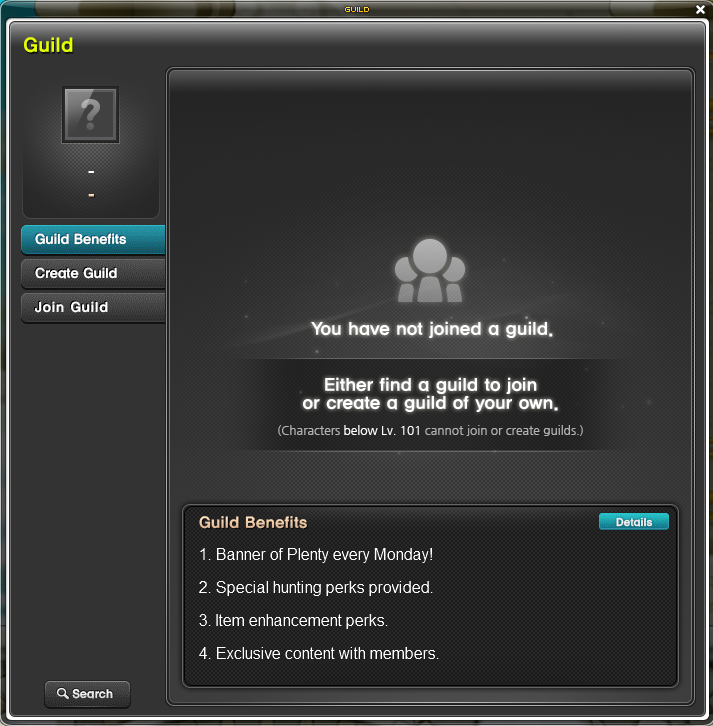 GUILD
Guild
?
-
-
Guild Benefits
Create Guild
Join Guild
You have not joined a guild.
Either find a guild to join
or create a guild of your own.
(Characters below Lv. 101 cannot join or create guilds.)
Guild Benefits
Details
1. Banner of Plenty every Monday!
2. Special hunting perks provided.
3. Item enhancement perks.
4. Exclusive content with members.
Search